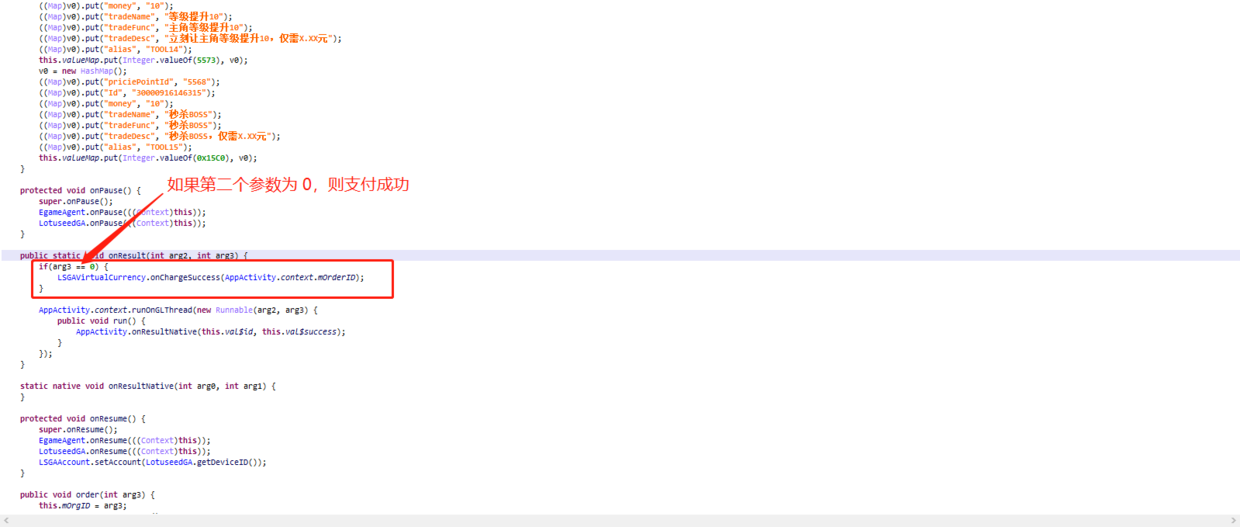 ((Map)v0).put("money", "10");
((Map)v0).put("tradeName", "等级提升10");
((Map)v0).put("tradeFunc", "主角等级提升10");
((Map)v0).put("tradeDesc", "立刻让主角等级提升10，仅需X.XX元");
((Map)v0).put("alias", "TOOL14");
this.valueMap.put(Integer.valueOf(5573), v0);
v0 = new HashMap();
((Map)v0).put("priciePointId", "5568");
((Map)v0).put("Id", "30000916146315");
((Map)v0).put("money", "10");
((Map)v0).put("tradeName", "秒杀BOSS");
((Map)v0).put("tradeFunc", "秒杀BOSS");
((Map)v0).put("tradeDesc", "秒杀BOSS，仅需X.XX元");
((Map)v0).put("alias", "TOOL15");
this.valueMap.put(Integer.valueOf(0x15C0), v0);
}
protected void onPause() {
如果第二个参数为 0，则支付成功
super.onPause();
EgameAgent.onPause(((Context)this));
LotuseedGA.onPause(((Context)this));
}
public static void onResult(int arg2, int arg3) {
if(arg3 == 0) {
LSGAVirtualCurrency.onChargeSuccess(AppActivity.context.mOrderID);
}
AppActivity.context.runOnGLThread(new Runnable(arg2, arg3) {
public void run() {
AppActivity.onResultNative(this.val$id, this.val$success);
}
});
}
static native void onResultNative(int arg0, int arg1) {
}
protected void onResume() {
super.onResume();
EgameAgent.onResume(((Context)this));
LotuseedGA.onResume(((Context)this));
LSGAAccount.setAccount(LotuseedGA.getDeviceID());
}
public void order(int arg3) {
this.mOrgID = arg3;